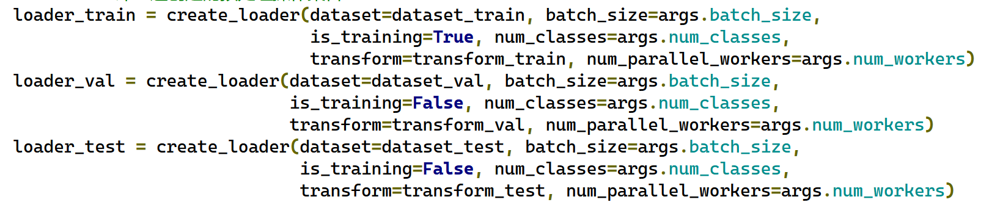 loader_train = create_loader(dataset=dataset_train, batch_size=args.batch_size,
is_training=True, num_classes=args.num_classes,
transform=transform_train, num_parallel_workers=args.num_workers)
loader_val = create_loader(dataset=dataset_val, batch_size=args.batch_size,
is_training=False, num_classes=args.num_classes,
transform=transform_val, num_parallel_workers=args.num_workers)
loader_test = create_loader(dataset=dataset_test, batch_size=args.batch_size,
is_training=False, num_classes=args.num_classes,
transform=transform_test, num_parallel_workers=args.num_workers)